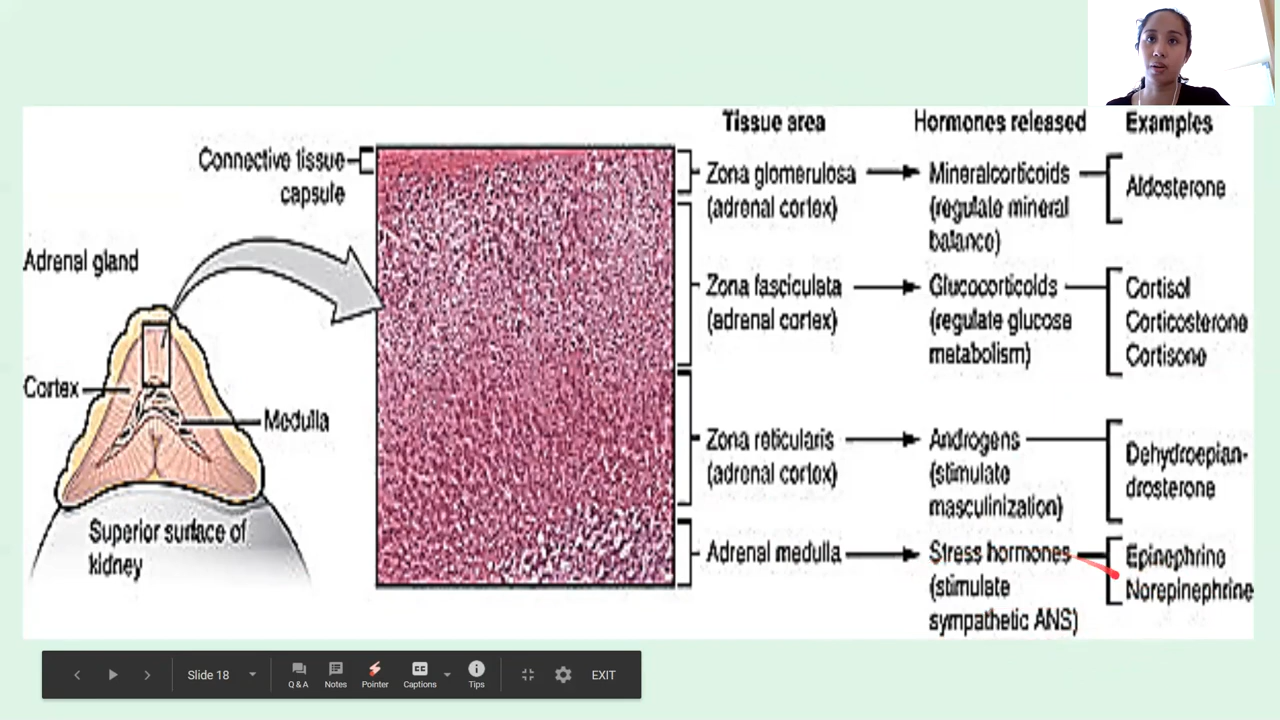 Tissue area
Hormones released
Examples
Connective tissue
capsule
Zona glomerulosa
(adrenal cortex)
Mineralcorticoids
(regulate mineral
balance)
Aldosterone
Adrenal gland
Zona fasciculata
(adrenal cortex)
Glucocorticoids
(regulate glucose
metabolism)
Cortisol
Corticosterone
Cortisone
Cortex
Medulla
Zona reticularis
(adrenal cortex)
Androgens
(stimulate
masculinization)
Dehydroepian-
drosterone
Superior surface of
kidney
Adrenal medulla
Stress hormones
(stimulate
sympathetic ANS)
Epinephrine
Norepinephrine
Slide 18
Q & A
Notes
Pointer
CC
Captions
Tips
EXIT